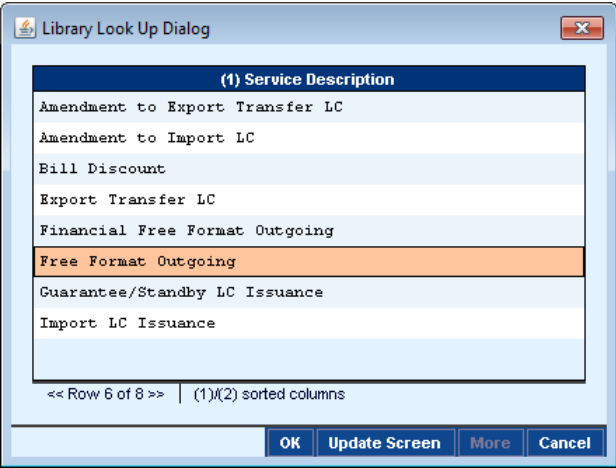 Library Look Up Dialog
(1) Service Description
Amendment to Export Transfer LC
Amendment to Import LC
Bill Discount
Export Transfer LC
Financial Free Format Outgoing
Free Format Outgoing
Guarantee/Standby LC Issuance
Import LC Issuance
<< Row 6 of 8 >> (1)/(2) sorted columns
OK Update Screen More Cancel